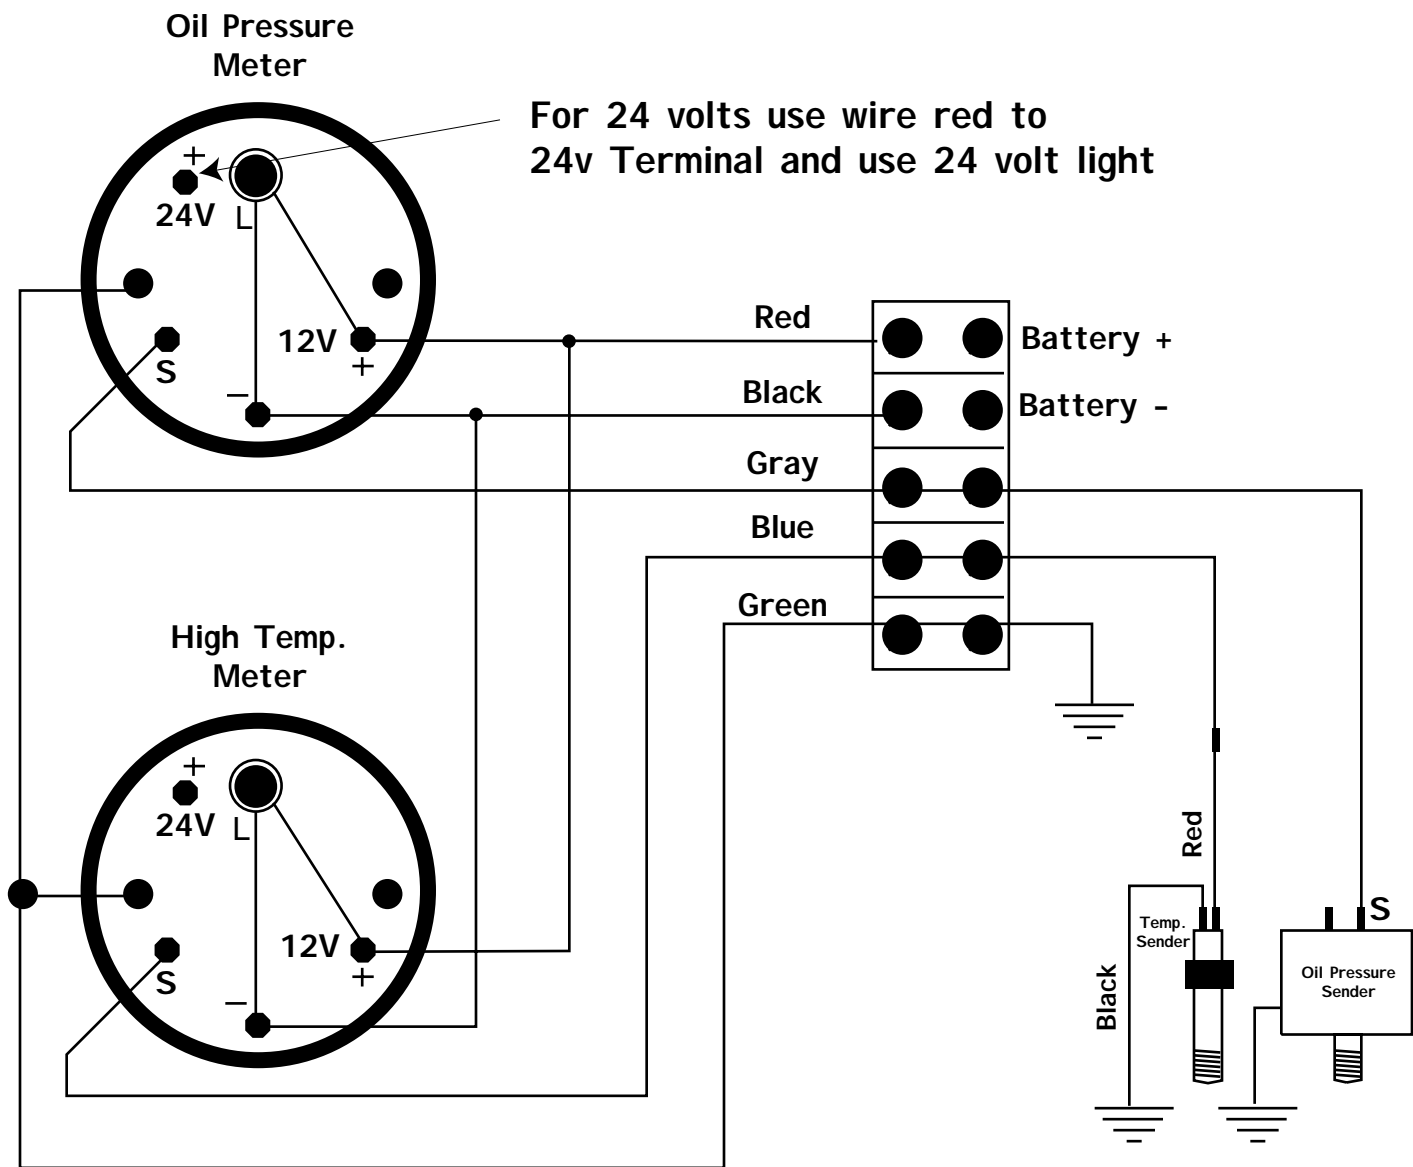 Oil Pressure
Meter
For 24 volts use wire red to
24v Terminal and use 24 volt light
+
24V
L
S
12V
+
−
Red
Battery +
Black
Battery -
Gray
Blue
Green
High Temp.
Meter
+
24V
L
S
12V
+
−
Red
Black
Temp.
Sender
S
Oil Pressure
Sender